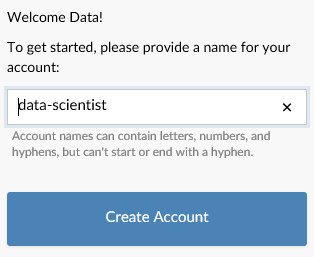 Welcome Data!
To get started, please provide a name for your
account:
data-scientist
Account names can contain letters, numbers, and
hyphens, but can't start or end with a hyphen.
Create Account